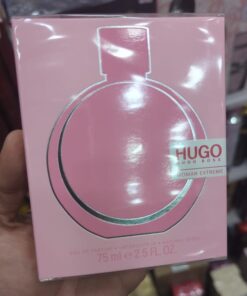 HUGO
HUGO BOSS
WOMAN EXTREME
75 ml e 2.5 FL. OZ.